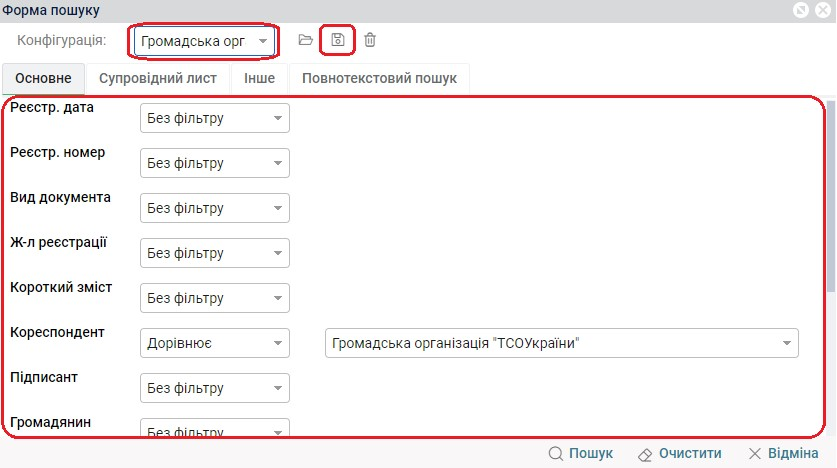 Форма пошуку
Конфігурація: Громадська орг
Основне Супровідний лист Інше Повнотекстовий пошук
Реєстр. дата Без фільтру
Реєстр. номер Без фільтру
Вид документа Без фільтру
Ж-л реєстрації Без фільтру
Короткий зміст Без фільтру
Кореспондент Дорівнює Громадська організація "ТСОУкраїни"
Підписант Без фільтру
Громадянин Без фільтру
Пошук Очистити Відміна